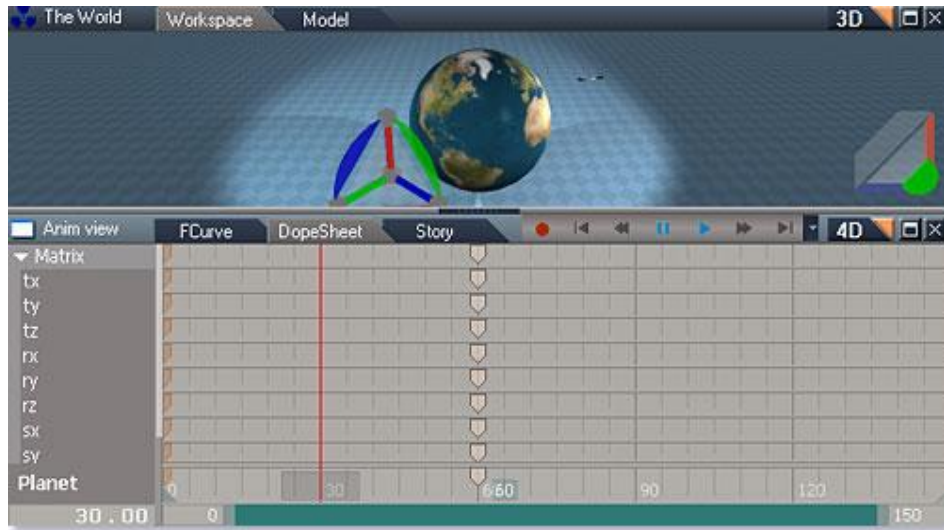 The World Workspace Model 3D
Anim view FCurve DopeSheet Story 4D
Matrix
tx
ty
tz
rx
ry
rz
sx
sy
Planet 0 30 60 90 120
30.00 0 150